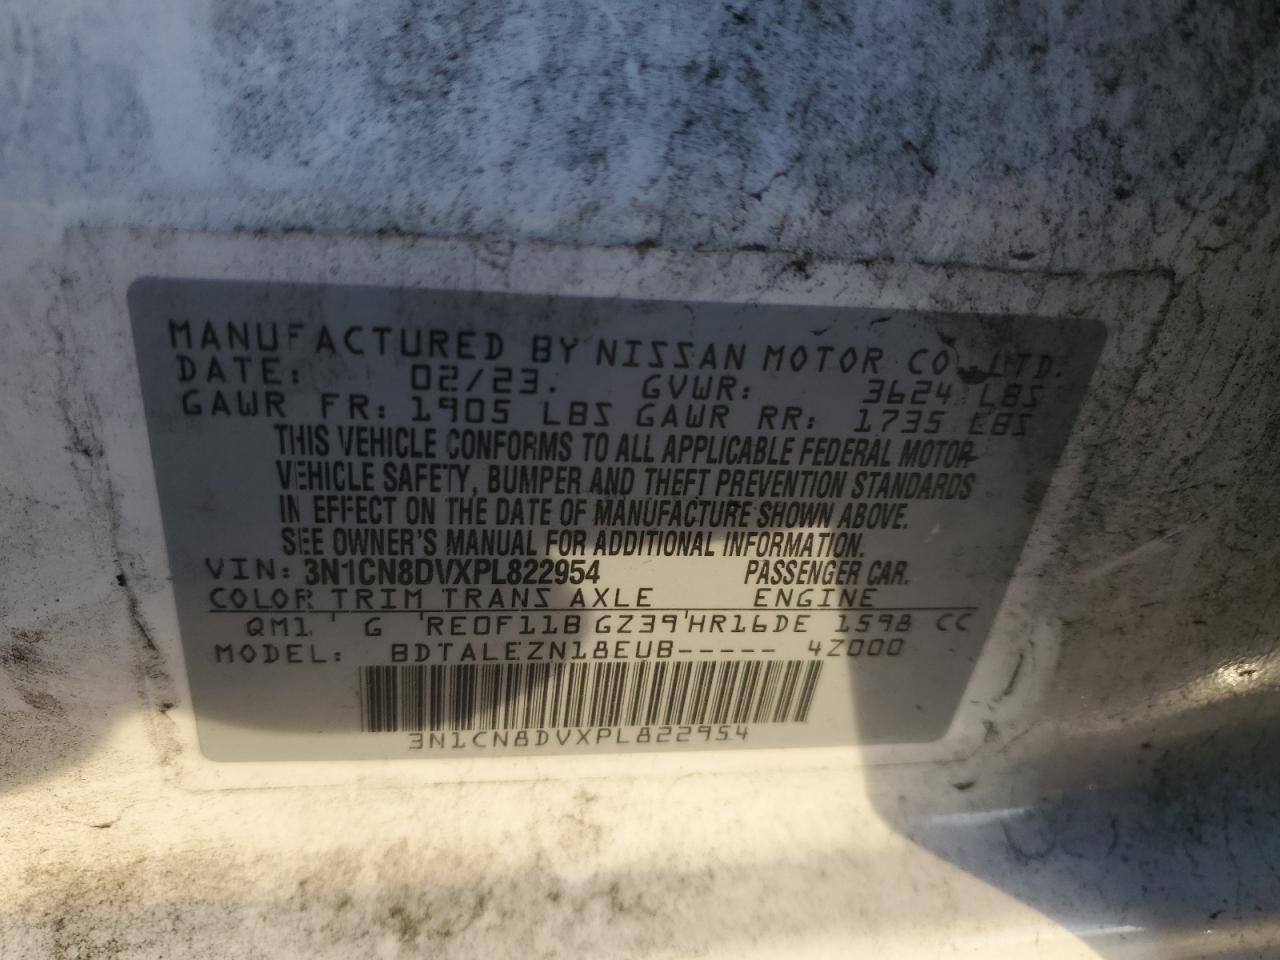 MANUFACTURED BY NISSAN MOTOR CO.,LTD.
DATE: 02/23. GVWR: 3624 LBS
GAWR FR: 1905 LBS GAWR RR: 1735 LBS
THIS VEHICLE CONFORMS TO ALL APPLICABLE FEDERAL MOTOR
VEHICLE SAFETY, BUMPER AND THEFT PREVENTION STANDARDS
IN EFFECT ON THE DATE OF MANUFACTURE SHOWN ABOVE.
SEE OWNER'S MANUAL FOR ADDITIONAL INFORMATION.
VIN: 3N1CN8DVXPL822954 PASSENGER CAR.
COLOR TRIM TRANS AXLE ENGINE
QM1 G RE0F11B GZ39 HR16DE 1598 CC
MODEL: BDTALEZN18EUB----- 4Z000
3N1CN8DVXPL822954